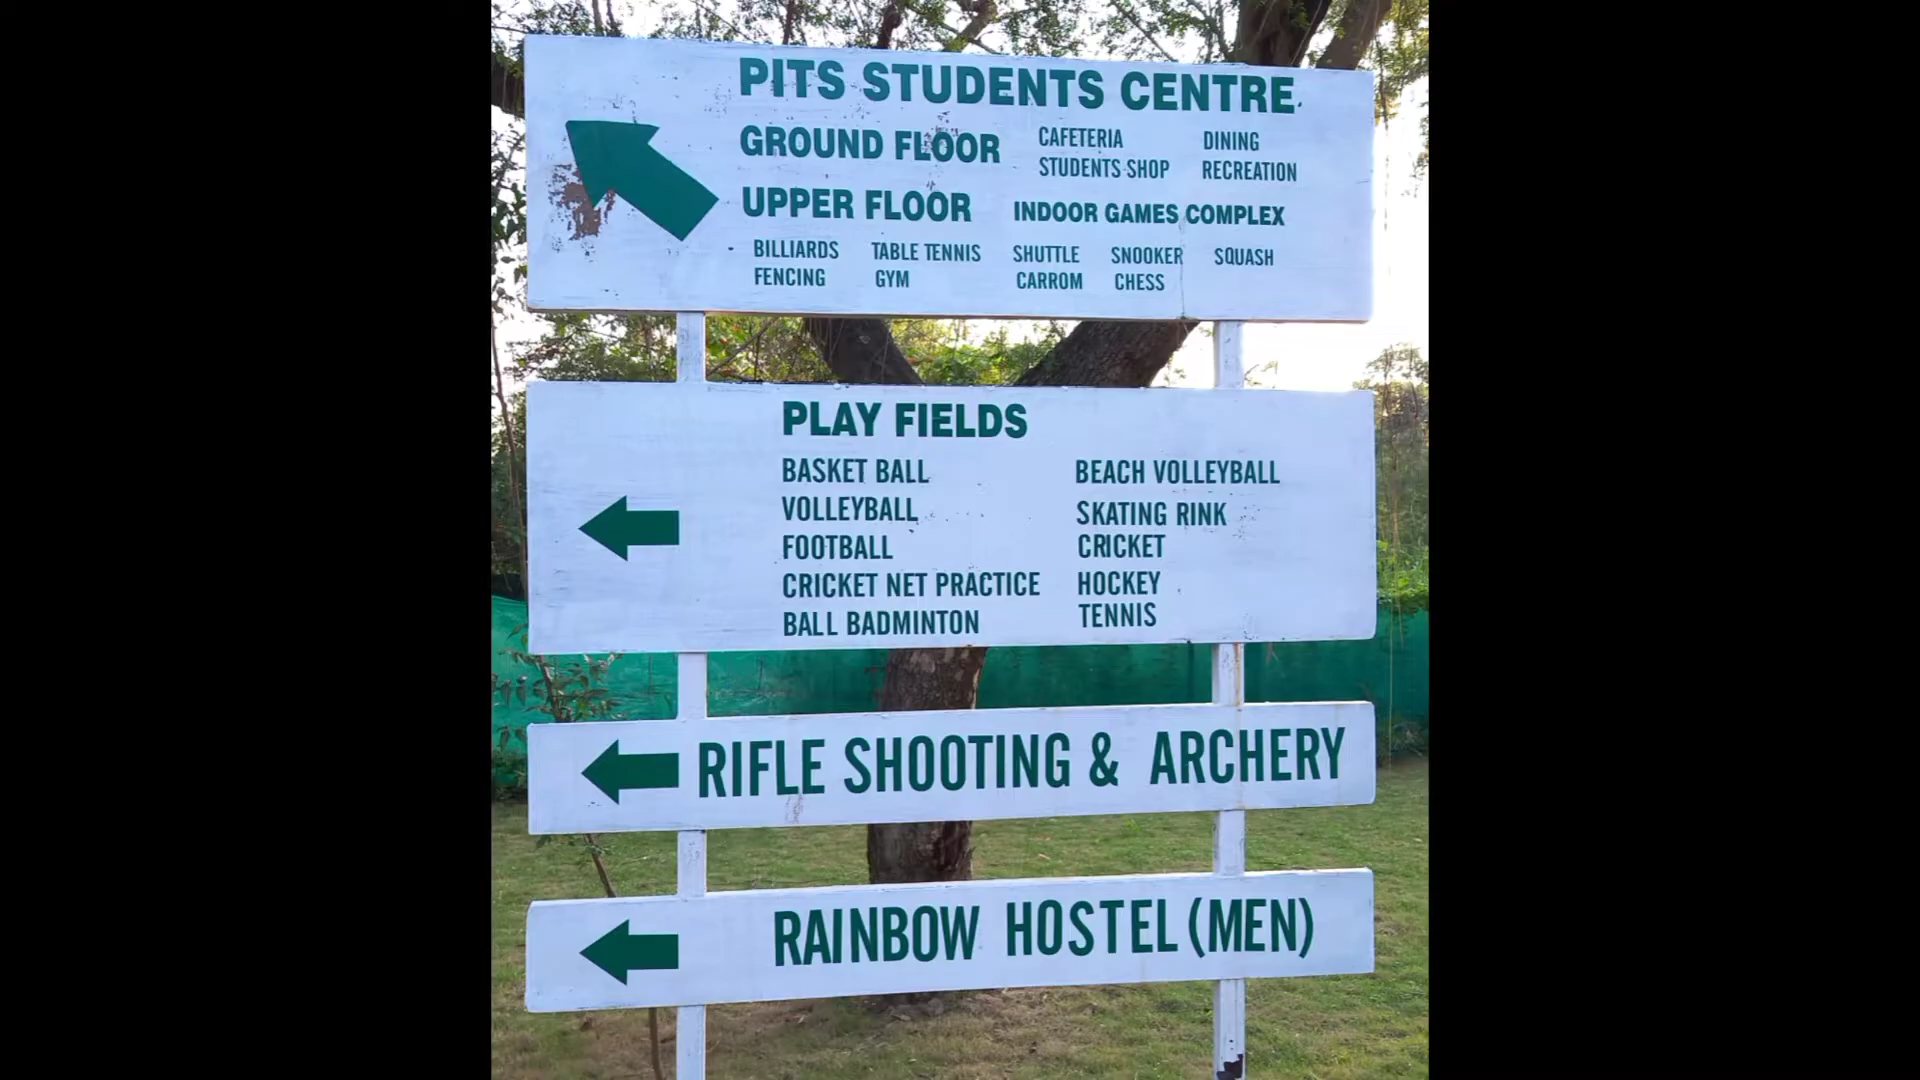 PITS STUDENTS CENTRE
GROUND FLOOR CAFETERIA DINING
STUDENTS SHOP RECREATION
UPPER FLOOR INDOOR GAMES COMPLEX
BILLIARDS TABLE TENNIS SHUTTLE SNOOKER SQUASH
FENCING GYM CARROM CHESS
PLAY FIELDS
BASKET BALL BEACH VOLLEYBALL
VOLLEYBALL SKATING RINK
FOOTBALL CRICKET
CRICKET NET PRACTICE HOCKEY
BALL BADMINTON TENNIS
RIFLE SHOOTING & ARCHERY
RAINBOW HOSTEL (MEN)